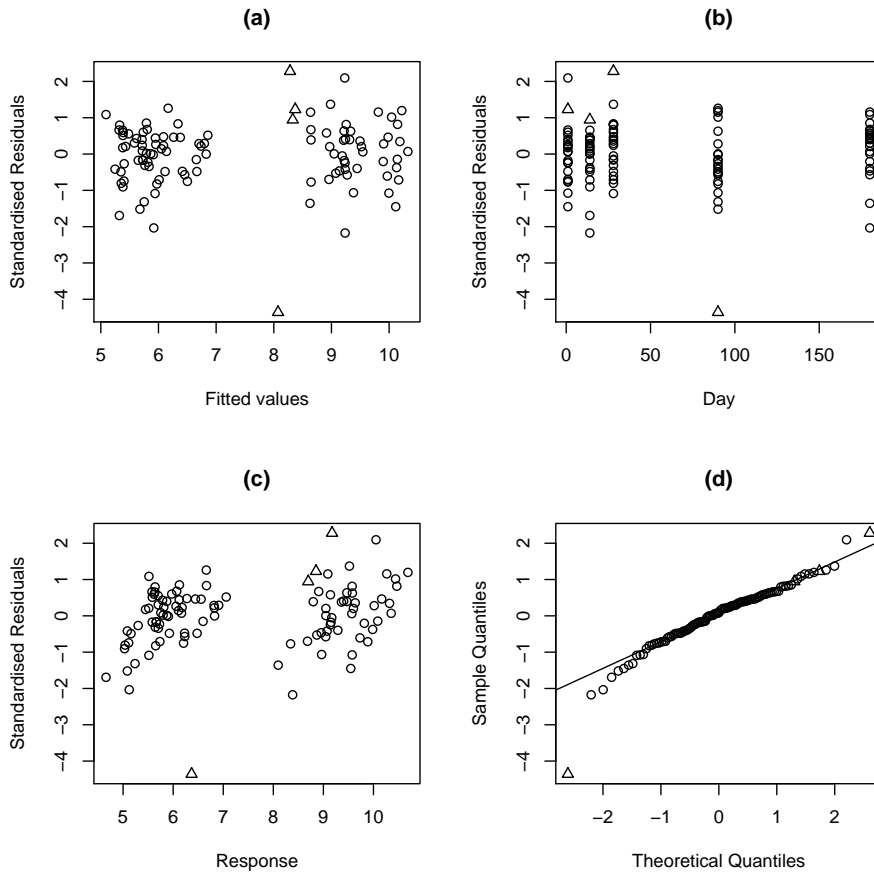 (a)
Standardised Residuals
2
1
0
−1
−2
−3
−4
5 6 7 8 9 10
Fitted values
(b)
Standardised Residuals
2
1
0
−1
−2
−3
−4
0 50 100 150
Day
(c)
Standardised Residuals
2
1
0
−1
−2
−3
−4
5 6 7 8 9 10
Response
(d)
Sample Quantiles
2
1
0
−1
−2
−3
−4
−2 −1 0 1 2
Theoretical Quantiles